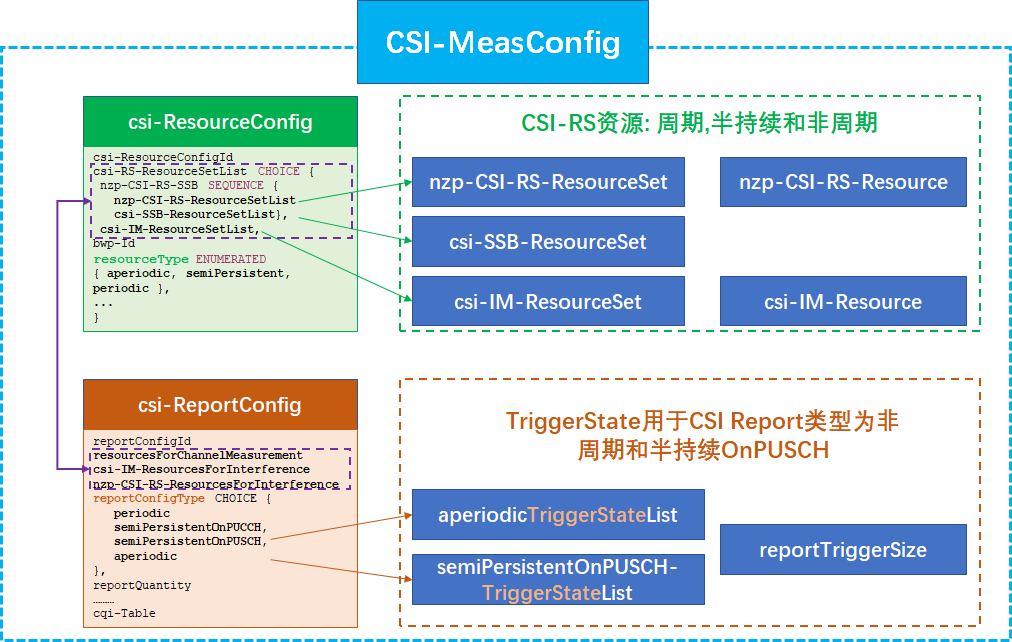 CSI-MeasConfig
csi-ResourceConfig
csi-ResourceConfigId
csi-RS-ResourceSetList CHOICE {
nzp-CSI-RS-SSB SEQUENCE {
nzp-CSI-RS-ResourceSetList
csi-SSB-ResourceSetList},
csi-IM-ResourceSetList,
bwp-Id
resourceType ENUMERATED
{ aperiodic, semiPersistent,
periodic },
...
}
CSI-RS资源: 周期,半持续和非周期
nzp-CSI-RS-ResourceSet
nzp-CSI-RS-Resource
csi-SSB-ResourceSet
csi-IM-ResourceSet
csi-IM-Resource
csi-ReportConfig
reportConfigId
resourcesForChannelMeasurement
csi-IM-ResourcesForInterference
nzp-CSI-RS-ResourcesForInterference
reportConfigType CHOICE {
periodic
semiPersistentOnPUCCH,
semiPersistentOnPUSCH,
aperiodic
},
reportQuantity
………
cqi-Table
TriggerState用于CSI Report类型为非
周期和半持续OnPUSCH
aperiodicTriggerStateList
semiPersistentOnPUSCH-
TriggerStateList
reportTriggerSize